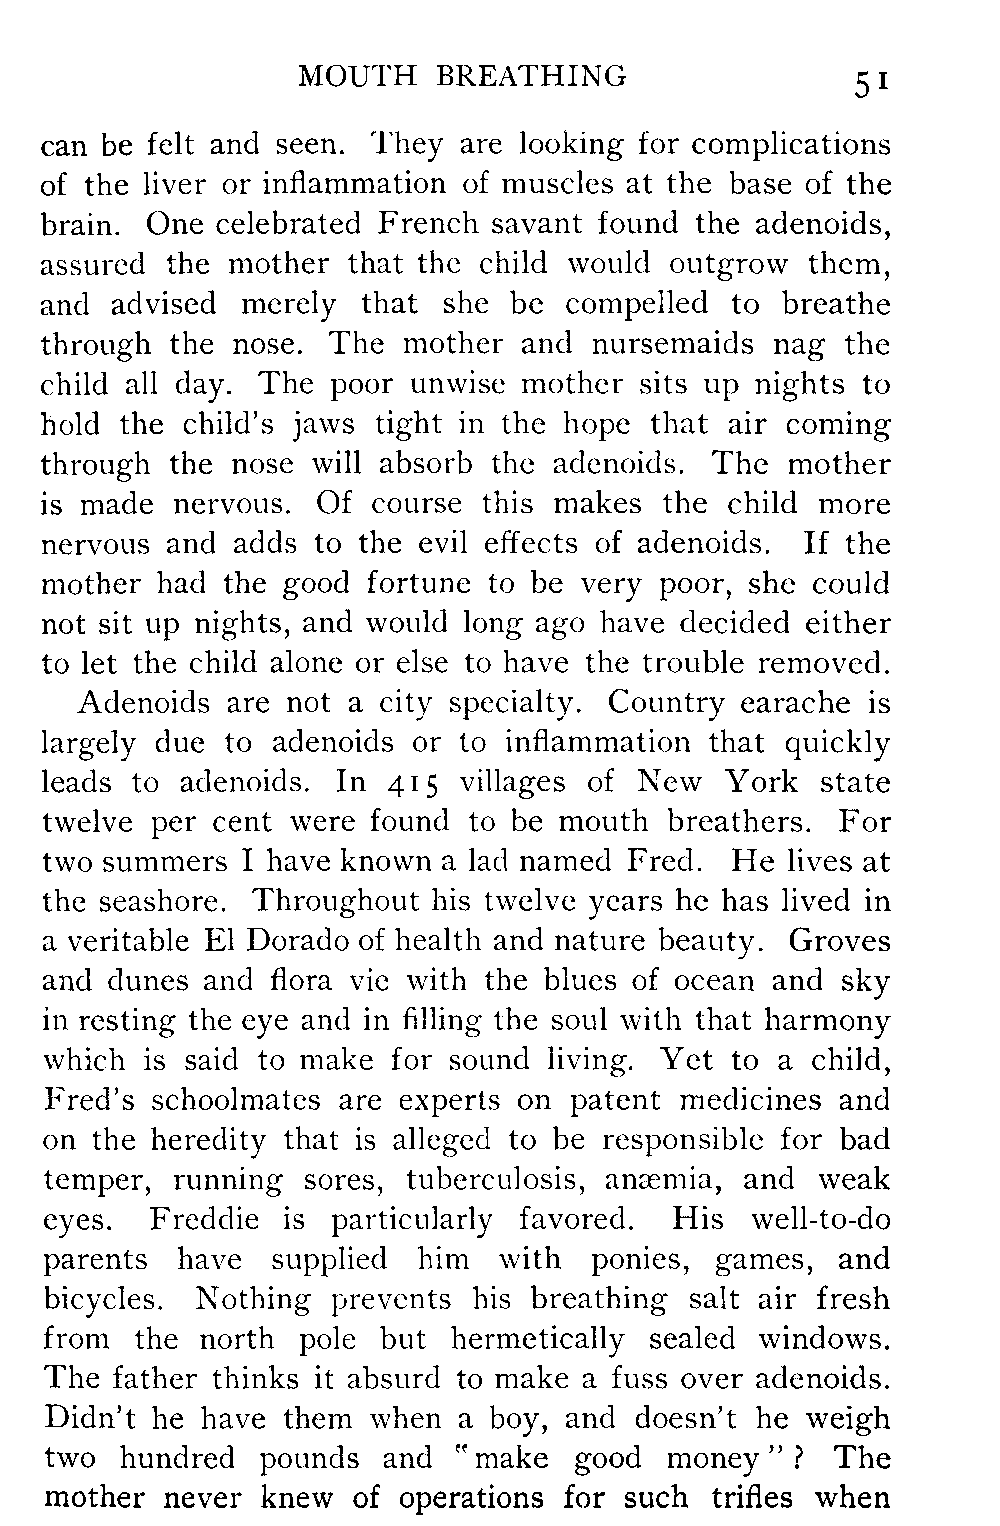 MOUTH BREATHING 51
can be felt and seen. They are looking for complications
of the liver or inflammation of muscles at the base of the
brain. One celebrated French savant found the adenoids,
assured the mother that the child would outgrow them,
and advised merely that she be compelled to breathe
through the nose. The mother and nursemaids nag the
child all day. The poor unwise mother sits up nights to
hold the child's jaws tight in the hope that air coming
through the nose will absorb the adenoids. The mother
is made nervous. Of course this makes the child more
nervous and adds to the evil effects of adenoids. If the
mother had the good fortune to be very poor, she could
not sit up nights, and would long ago have decided either
to let the child alone or else to have the trouble removed.
Adenoids are not a city specialty. Country earache is
largely due to adenoids or to inflammation that quickly
leads to adenoids. In 415 villages of New York state
twelve per cent were found to be mouth breathers. For
two summers I have known a lad named Fred. He lives at
the seashore. Throughout his twelve years he has lived in
a veritable El Dorado of health and nature beauty. Groves
and dunes and flora vie with the blues of ocean and sky
in resting the eye and in filling the soul with that harmony
which is said to make for sound living. Yet to a child,
Fred's schoolmates are experts on patent medicines and
on the heredity that is alleged to be responsible for bad
temper, running sores, tuberculosis, anæmia, and weak
eyes. Freddie is particularly favored. His well-to-do
parents have supplied him with ponies, games, and
bicycles. Nothing prevents his breathing salt air fresh
from the north pole but hermetically sealed windows.
The father thinks it absurd to make a fuss over adenoids.
Didn't he have them when a boy, and doesn't he weigh
two hundred pounds and "make good money"? The
mother never knew of operations for such trifles when